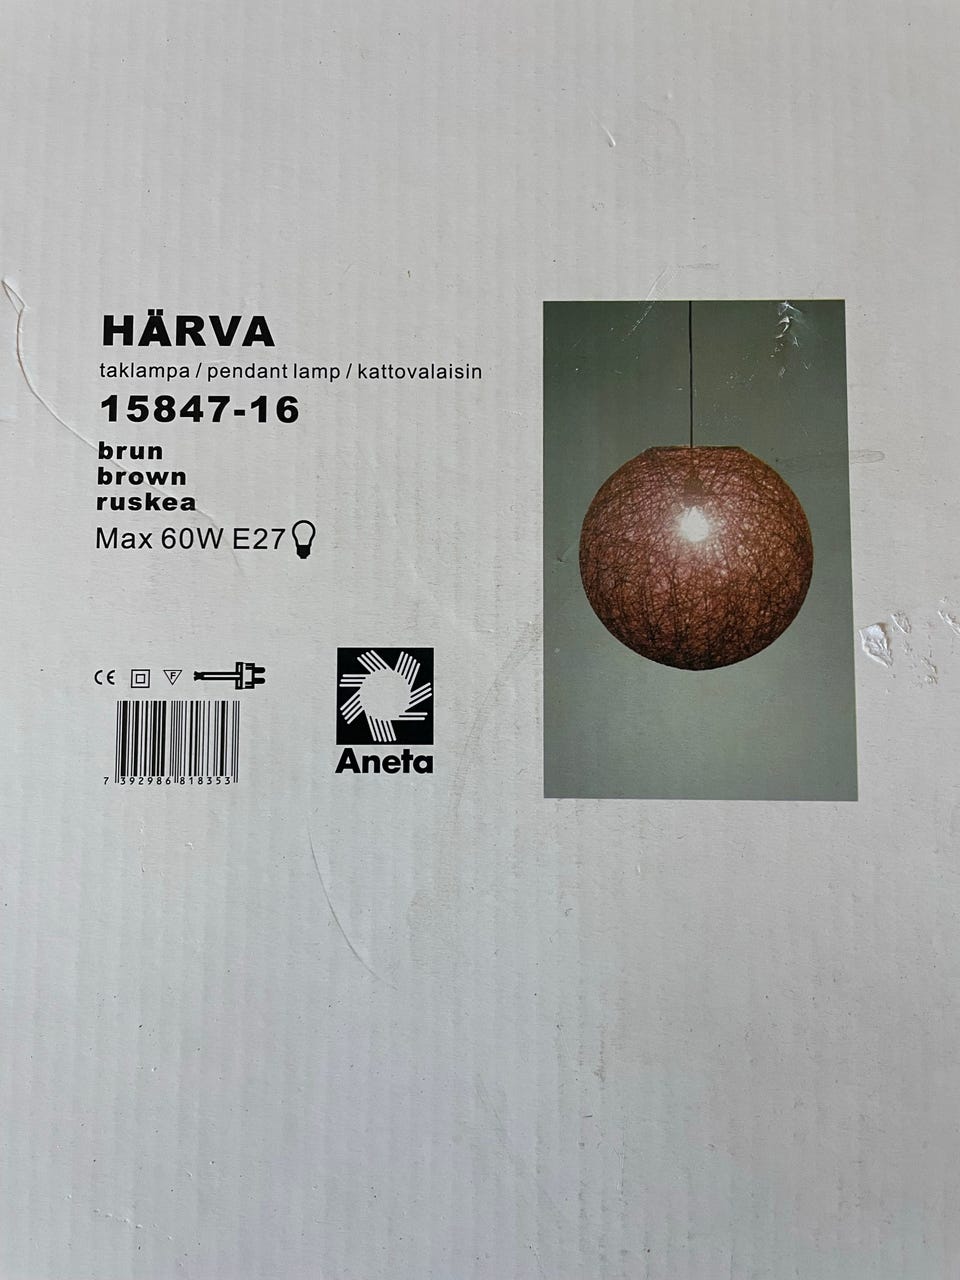 HÄRVA
taklampa / pendant lamp / kattovalaisin
15847-16
brun
brown
ruskea
Max 60W E27
CE F
7 392986 818353
Aneta